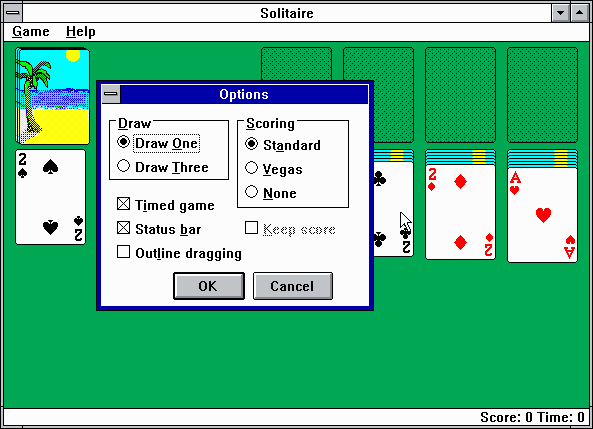 Solitaire
Game Help
Options
Draw
Draw One
Draw Three
Scoring
Standard
Vegas
None
Timed game
Status bar
Keep score
Outline dragging
OK Cancel
2
2
2
2
2
A
A
Score: 0 Time: 0